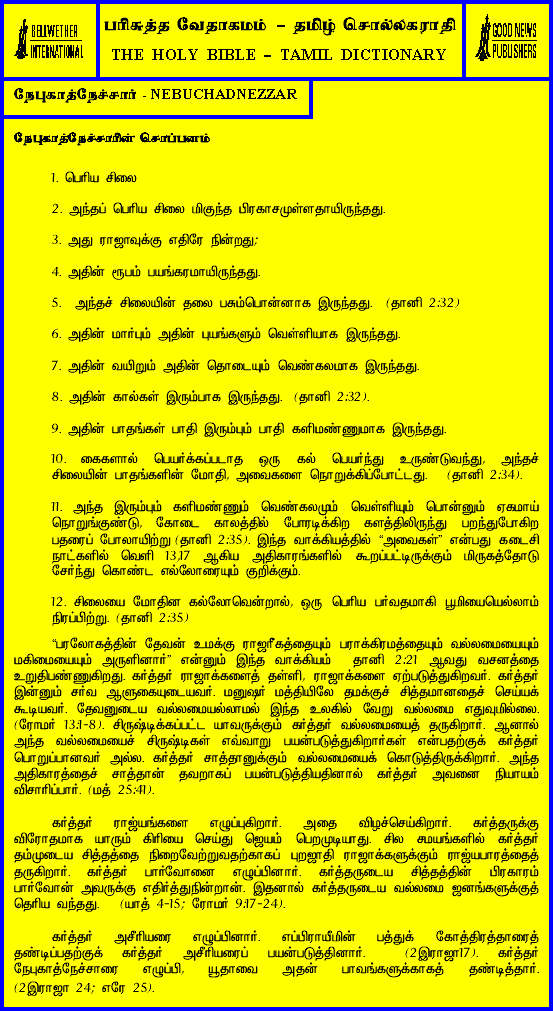 BELLWETHER
INTERNATIONAL
பரிசுத்த வேதாகமம் – தமிழ் சொல்லகராதி
THE HOLY BIBLE – TAMIL DICTIONARY
GOOD NEWS
PUBLISHERS
நேபுகாத்நேச்சார் - NEBUCHADNEZZAR
நேபுகாத்நேச்சாரின் சொப்பனம்
1. பெரிய சிலை
2. அந்தப் பெரிய சிலை மிகுந்த பிரகாசமுள்ளதாயிருந்தது.
3. அது ராஜாவுக்கு எதிரே நின்றது;
4. அதின் ரூபம் பயங்கரமாயிருந்தது.
5. அந்தச் சிலையின் தலை பசும்பொன்னாக இருந்தது. (தானி 2:32)
6. அதின் மார்பும் அதின் புயங்களும் வெள்ளியாக இருந்தது.
7. அதின் வயிறும் அதின் தொடையும் வெண்கலமாக இருந்தது.
8. அதின் கால்கள் இரும்பாக இருந்தது. (தானி 2:32).
9. அதின் பாதங்கள் பாதி இரும்பும் பாதி களிமண்ணுமாக இருந்தது.
10. கைகளால் பெயர்க்கப்படாத ஒரு கல் பெயர்ந்து உருண்டுவந்து, அந்தச்
சிலையின் பாதங்களின் மோதி, அவைகளை நொறுக்கிப்போட்டது. (தானி 2:34).
11. அந்த இரும்பும் களிமண்ணும் வெண்கலமும் வெள்ளியும் பொன்னும் ஏகமாய்
நொறுங்குண்டு, கோடை காலத்தில் போரடிக்கிற களத்திலிருந்து பறந்துபோகிற
பதரைப் போலாயிற்று (தானி 2:35). இந்த வாக்கியத்தில் “அவைகள்” என்பது கடைசி
நாட்களில் வெளி 13,17 ஆகிய அதிகாரங்களில் கூறப்பட்டிருக்கும் மிருகத்தோடு
சேர்ந்து கொண்ட எல்லோரையும் குறிக்கும்.
12. சிலையை மோதின கல்லோவென்றால், ஒரு பெரிய பர்வதமாகி பூமியையெல்லாம்
நிரப்பிற்று. (தானி 2:35)
“பரலோகத்தின் தேவன் உமக்கு ராஜரீகத்தையும் பராக்கிரமத்தையும் வல்லமையையும்
மகிமையையும் அருளினார்” என்னும் இந்த வாக்கியம் தானி 2:21 ஆவது வசனத்தை
உறுதிபண்ணுகிறது. கர்த்தர் ராஜாக்களைத் தள்ளி, ராஜாக்களை ஏற்படுத்துகிறவர். கர்த்தர்
இன்னும் சர்வ ஆளுகையுடையவர். மனுஷர் மத்தியிலே தமக்குச் சித்தமானதைச் செய்யக்
கூடியவர். தேவனுடைய வல்லமையல்லாமல் இந்த உலகில் வேறு வல்லமை எதுவுமில்லை.
(ரோமர் 13:1-8). சிருஷ்டிக்கப்பட்ட யாவருக்கும் கர்த்தர் வல்லமையைத் தருகிறார். ஆனால்
அந்த வல்லமையைச் சிருஷ்டிகள் எவ்வாறு பயன்படுத்துகிறார்கள் என்பதற்குக் கர்த்தர்
பொறுப்பானவர் அல்ல. கர்த்தர் சாத்தானுக்கும் வல்லமையைக் கொடுத்திருக்கிறார். அந்த
அதிகாரத்தைச் சாத்தான் தவறாகப் பயன்படுத்தியதினால் கர்த்தர் அவனை நியாயம்
விசாரிப்பார். (மத் 25:41).
கர்த்தர் ராஜ்யங்களை எழுப்புகிறார். அதை விழச்செய்கிறார். கர்த்தருக்கு
விரோதமாக யாரும் கிரியை செய்து ஜெயம் பெறமுடியாது. சில சமயங்களில் கர்த்தர்
தம்முடைய சித்தத்தை நிறைவேற்றுவதற்காகப் புறஜாதி ராஜாக்களுக்கும் ராஜ்யபாரத்தைத்
தருகிறார். கர்த்தர் பார்வோனை எழுப்பினார். கர்த்தருடைய சித்தத்தின் பிரகாரம்
பார்வோன் அவருக்கு எதிர்த்துநின்றான். இதனால் கர்த்தருடைய வல்லமை ஜனங்களுக்குத்
தெரிய வந்தது. (யாத் 4-15; ரோமர் 9:17-24).
கர்த்தர் அசீரியரை எழுப்பினார். எப்பிராயீமின் பத்துக் கோத்திரத்தாரைத்
தண்டிப்பதற்குக் கர்த்தர் அசீரியரைப் பயன்படுத்தினார். (2இராஜா17). கர்த்தர்
நேபுகாத்நேச்சாரை எழுப்பி, யூதாவை அதன் பாவங்களுக்காகத் தண்டித்தார்.
(2இராஜா 24; எரே 25).